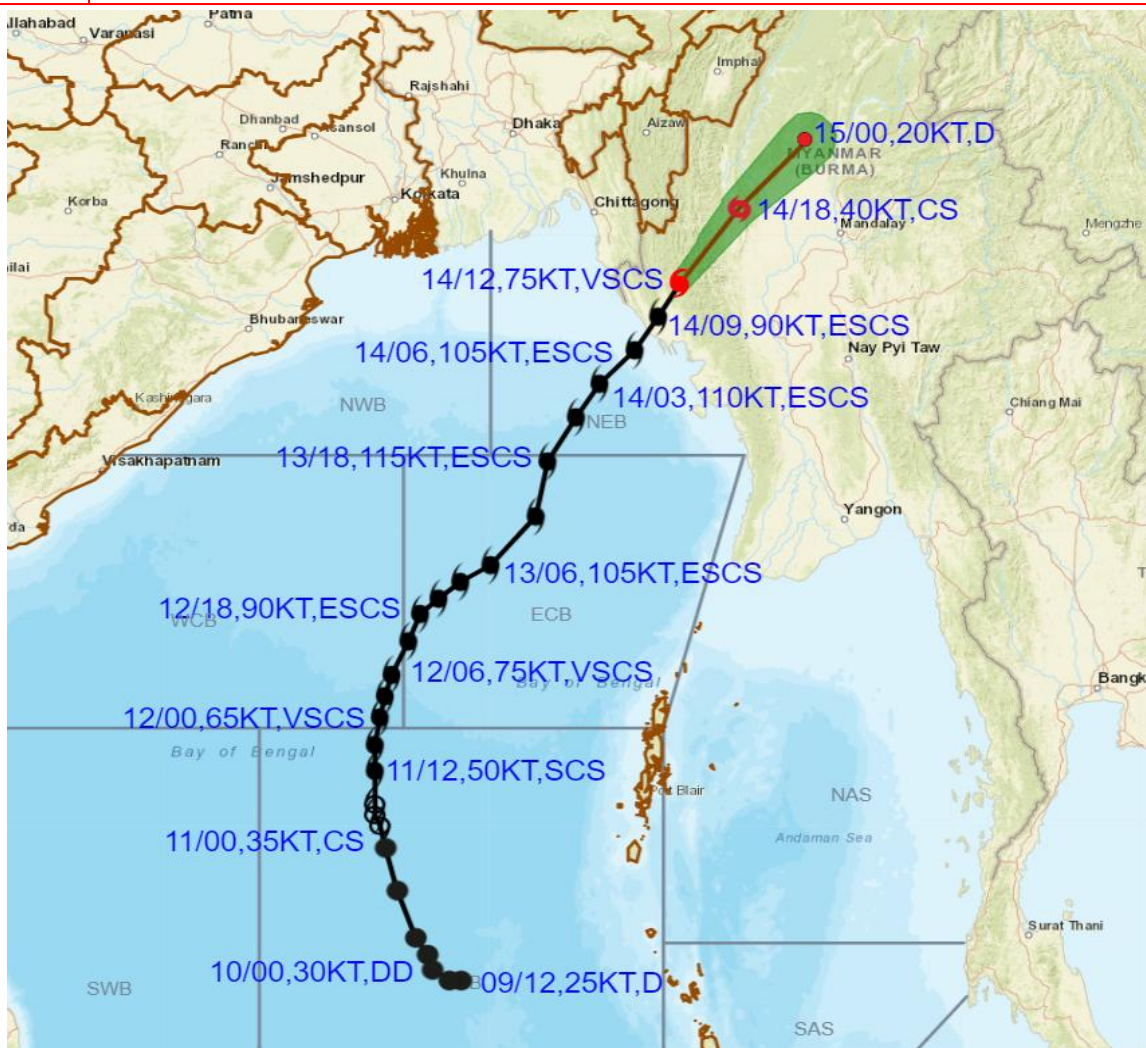 Allahabad
Patna
Varanasi
Imphal
Rajshahi
Dhanbad
Asansol
Dhaka
Aizaw
15/00,20KT,D
MYANMAR
(BURMA)
Ranchi
Jamshedpur
Khulna
Korba
Kolkata
Chittagong
14/18,40KT,CS
Mandalay
Mengzhe
ilai
14/12,75KT,VSCS
Bhubaneswar
14/09,90KT,ESCS
14/06,105KT,ESCS
Nay Pyi Taw
14/03,110KT,ESCS
NWB
NEB
Chiang Mai
13/18,115KT,ESCS
Visakhapatnam
da
Yangon
13/06,105KT,ESCS
12/18,90KT,ESCS
WCB
ECB
12/06,75KT,VSCS
Bay of Bengal
Bangk
12/00,65KT,VSCS
Bay of Bengal
11/12,50KT,SCS
Port Blair
NAS
11/00,35KT,CS
Andaman Sea
Surat Thani
10/00,30KT,DD
09/12,25KT,D
SWB
SAS